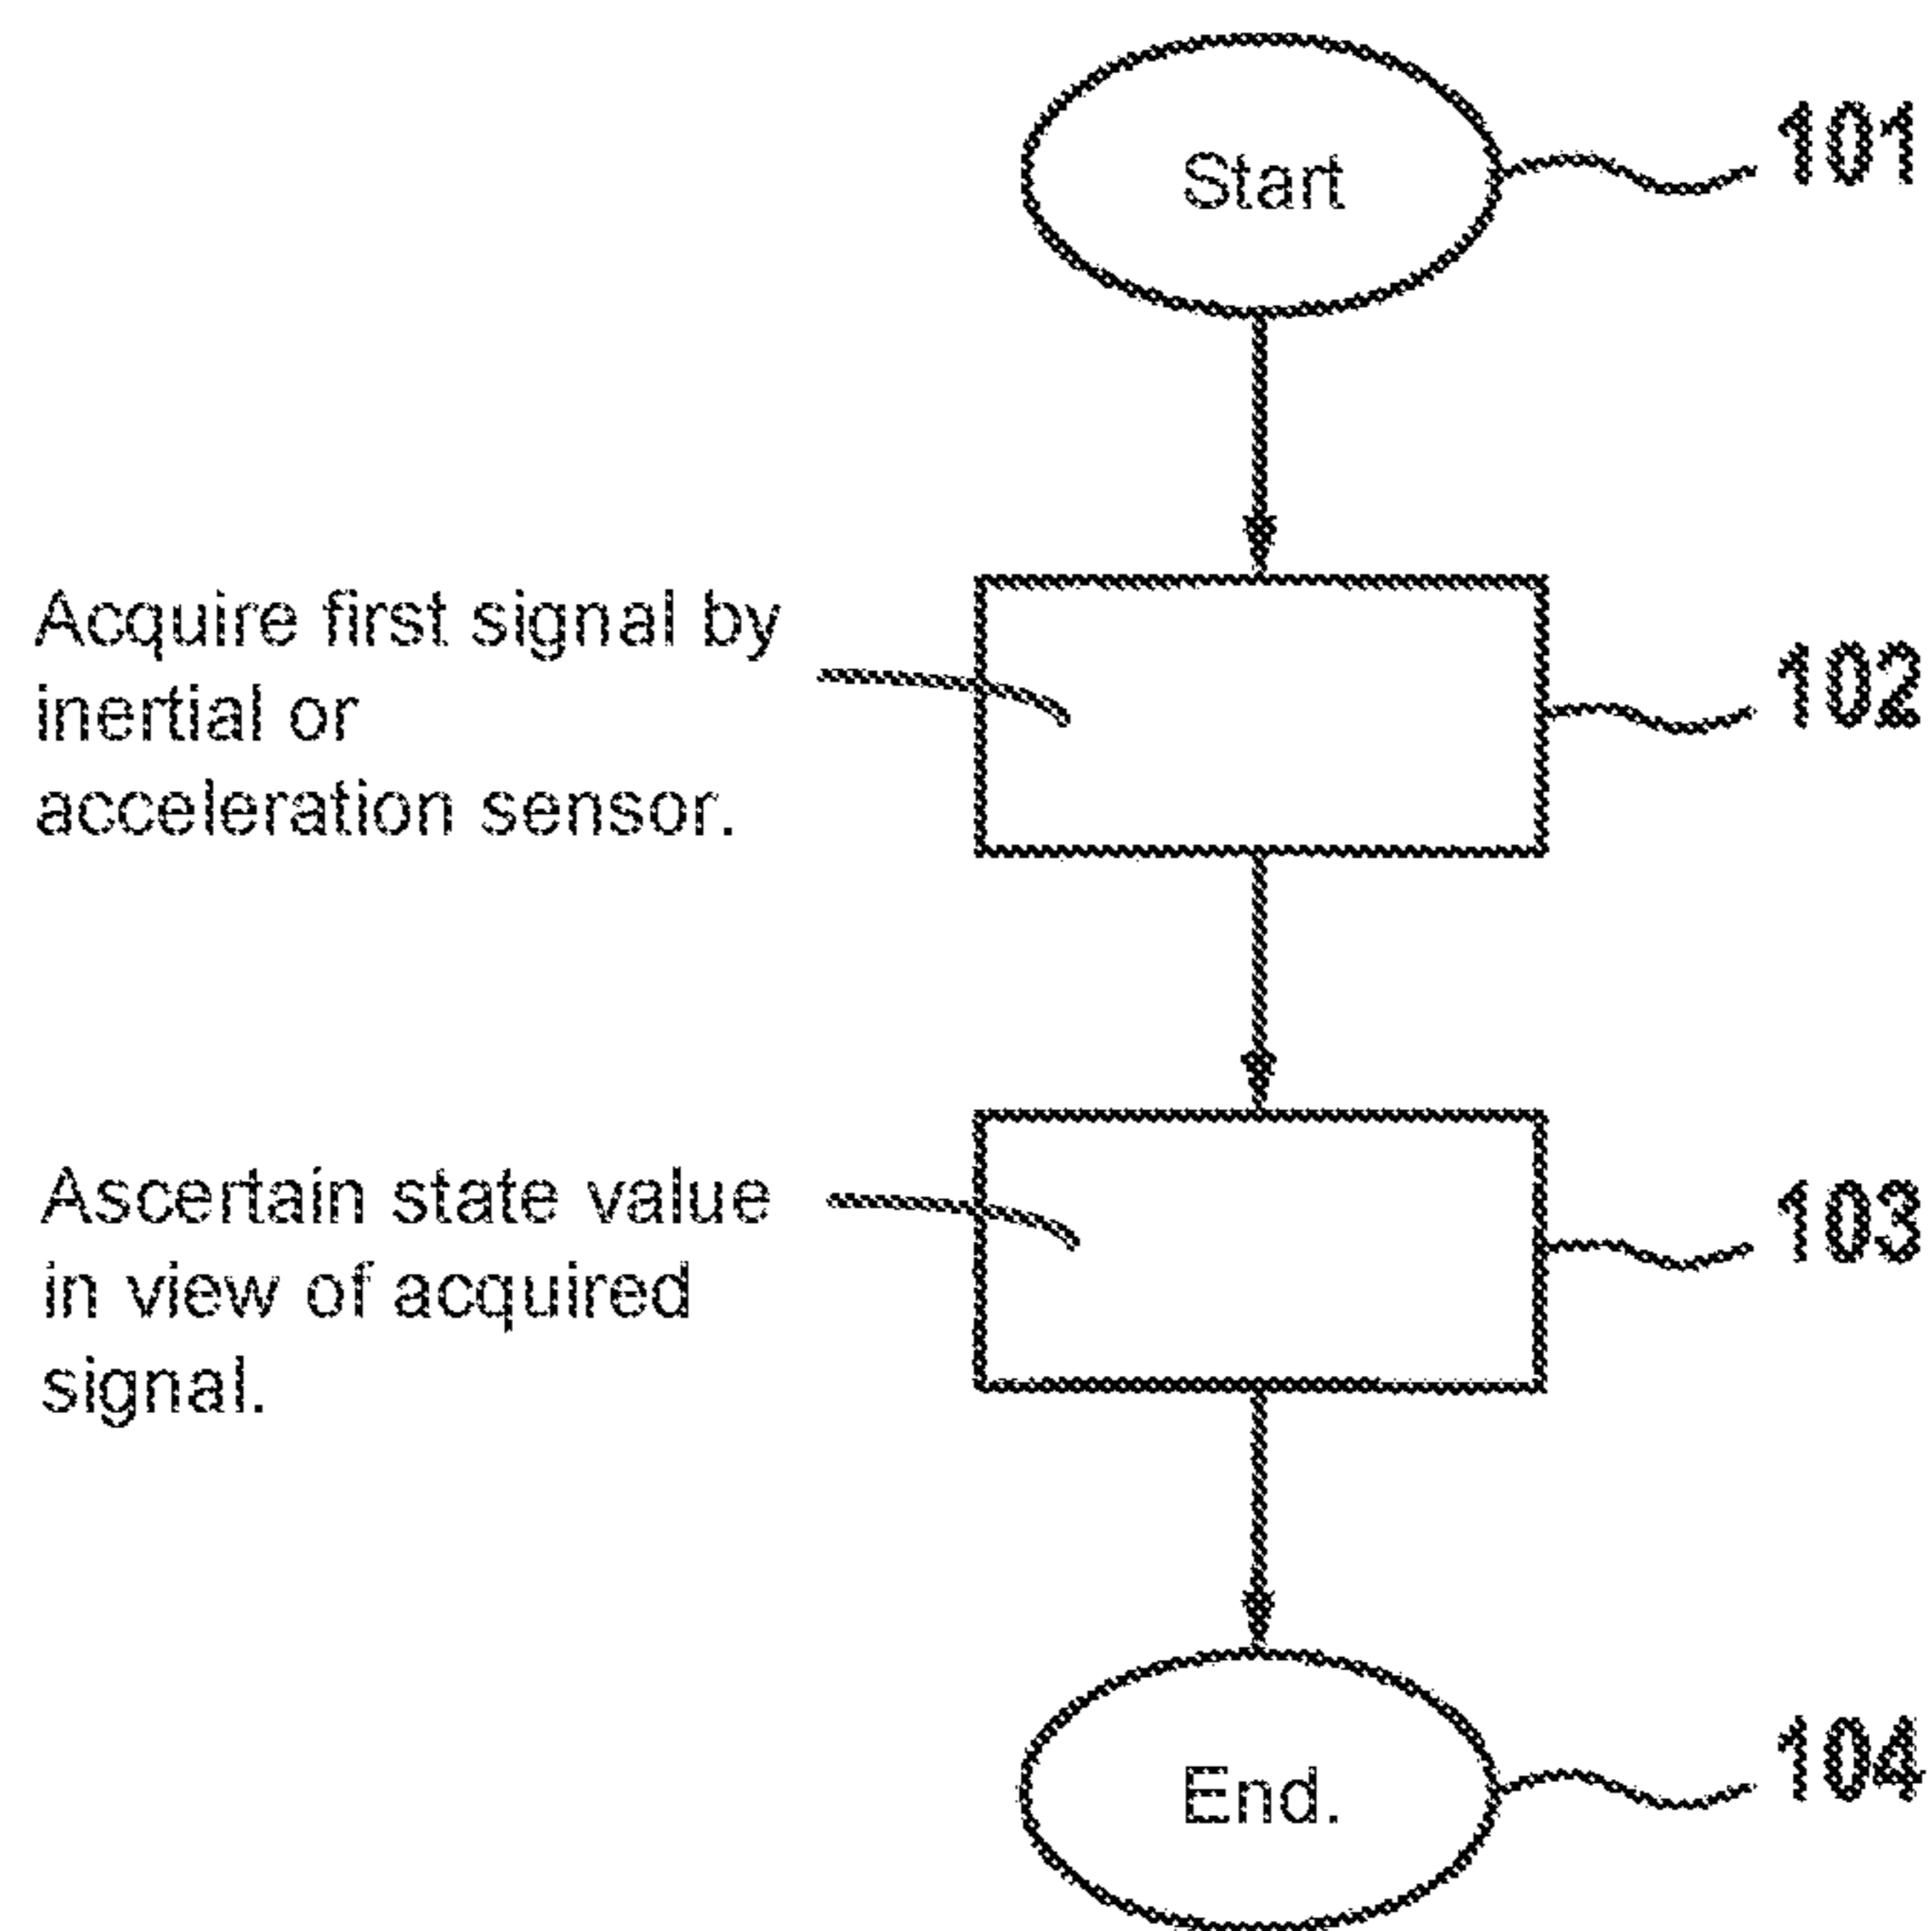 Start
101
Acquire first signal by
inertial or
acceleration sensor.
102
Ascertain state value
in view of acquired
signal.
103
End.
104